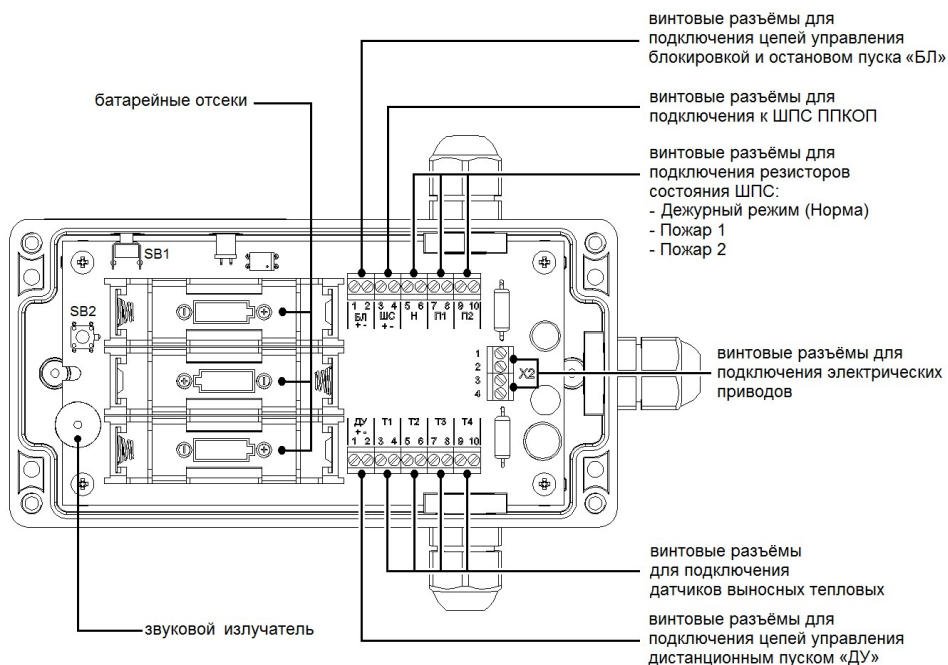 винтовые разъёмы для
подключения цепей управления
блокировкой и остановом пуска «БЛ»
батарейные отсеки
винтовые разъёмы для
подключения к ШПС ППКОП
винтовые разъёмы для
подключения резисторов
состояния ШПС:
- Дежурный режим (Норма)
- Пожар 1
- Пожар 2
SB1
SB2
1 2 3 4 5 6 7 8 9 10
БЛ ШС Н П1 П2
+ - + -
1
2
3
4
X2
винтовые разъёмы для
подключения электрических
приводов
ДУ Т1 Т2 Т3 Т4
+ -
1 2 3 4 5 6 7 8 9 10
винтовые разъёмы
для подключения
датчиков выносных тепловых
звуковой излучатель
винтовые разъёмы для
подключения цепей управления
дистанционным пуском «ДУ»